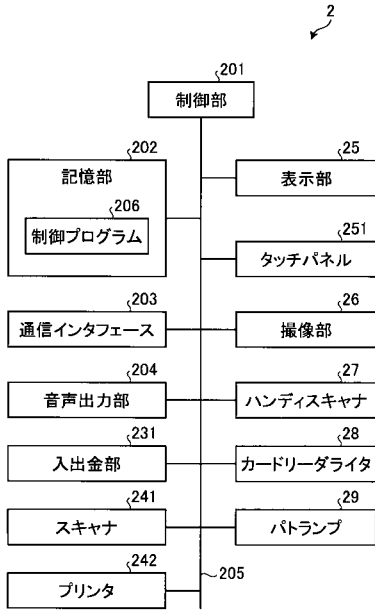 2
201
制御部
202
記憶部
206
制御プログラム
25
表示部
251
タッチパネル
203
通信インタフェース
26
撮像部
204
音声出力部
27
ハンディスキャナ
231
入出金部
28
カードリーダライタ
241
スキャナ
29
パトランプ
242
プリンタ
205